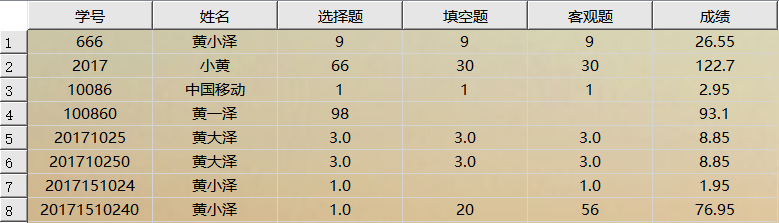 学号 姓名 选择题 填空题 客观题 成绩
1 666 黄小泽 9 9 9 26.55
2 2017 小黄 66 30 30 122.7
3 10086 中国移动 1 1 1 2.95
4 100860 黄一泽 98 93.1
5 20171025 黄大泽 3.0 3.0 3.0 8.85
6 201710250 黄大泽 3.0 3.0 3.0 8.85
7 2017151024 黄小泽 1.0 1.0 1.95
8 20171510240 黄小泽 1.0 20 56 76.95